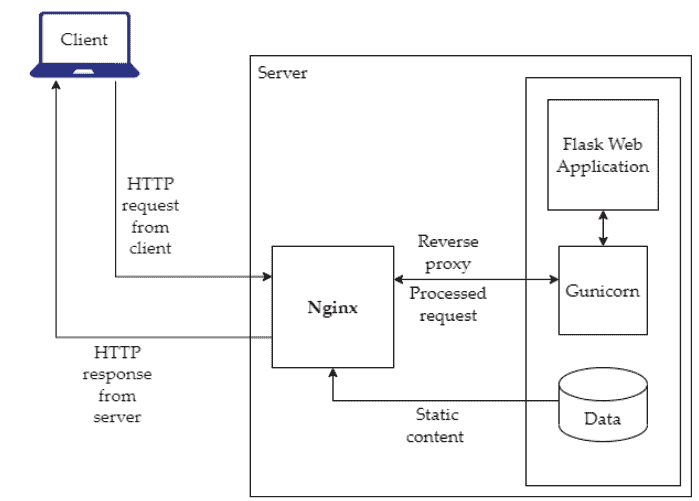 Client
Server
Flask Web
Application
HTTP
request
from
client
Reverse
proxy
Processed
request
Nginx
Gunicorn
HTTP
response
from
server
Static
content
Data